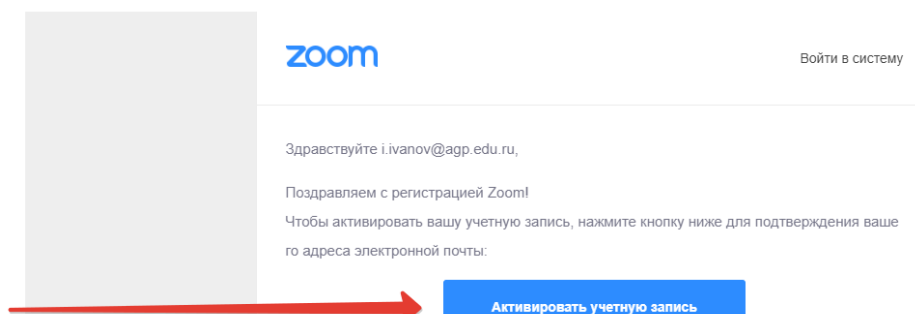 zoom
Войти в систему
Здравствуйте i.ivanov@agp.edu.ru,
Поздравляем с регистрацией Zoom!
Чтобы активировать вашу учетную запись, нажмите кнопку ниже для подтверждения ваше
го адреса электронной почты:
Активировать учетную запись